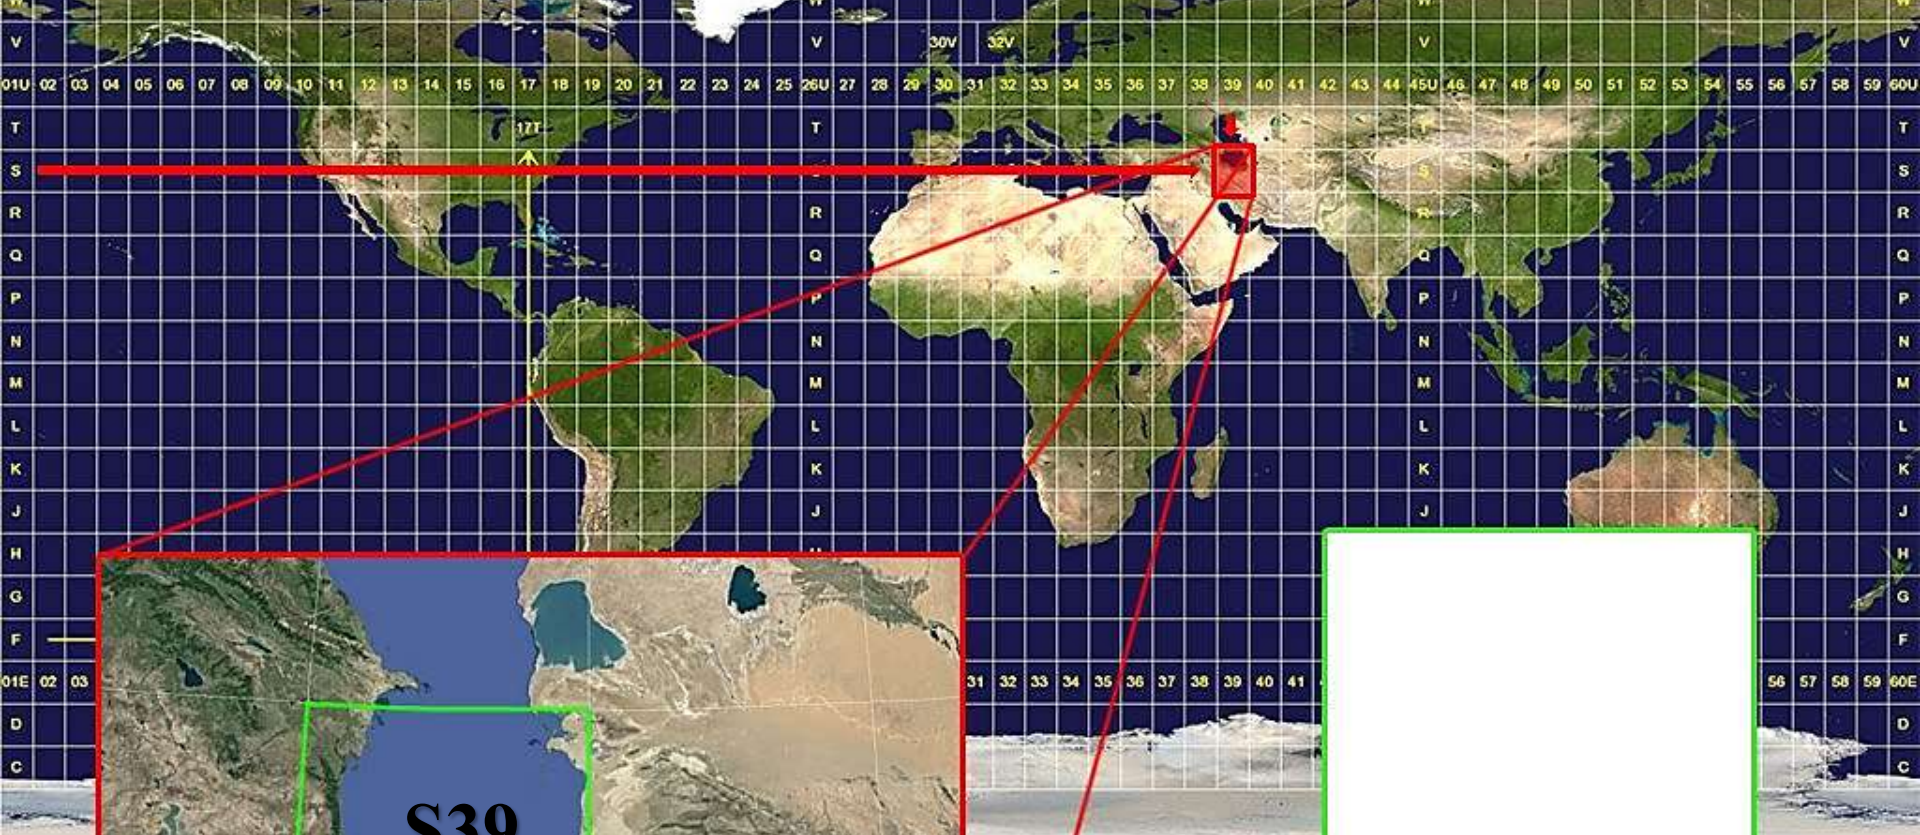 W W W W
V V 30V 32V V V
01U 02 03 04 05 06 07 08 09 10 11 12 13 14 15 16 17 18 19 20 21 22 23 24 25 26U 27 28 29 30 31 32 33 34 35 36 37 38 39 40 41 42 43 44 45U 46 47 48 49 50 51 52 53 54 55 56 57 58 59 60U
T 17T T T T
S S S
R R R R
Q Q Q Q
P P P P
N N N N
M M M M
L L L L
K K K K
J J J J
H H
G G
F F
01E 02 03 31 32 33 34 35 36 37 38 39 40 41 56 57 58 59 60E
D D
C C
S39